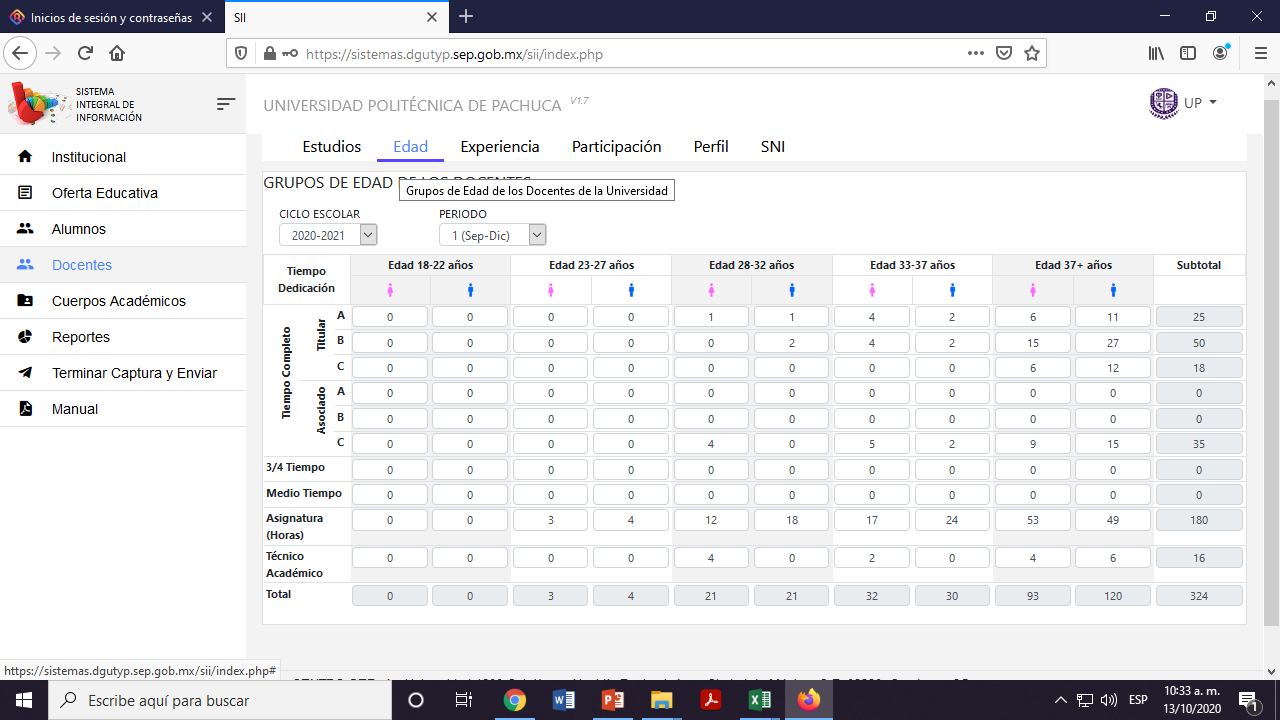 Inicios de sesión y contraseñas
SII
https://sistemas.dgutyp.sep.gob.mx/sii/index.php
SISTEMA
INTEGRAL DE
INFORMACIÓN
UNIVERSIDAD POLITÉCNICA DE PACHUCA V1.7
UP
Institucional
Oferta Educativa
Alumnos
Docentes
Cuerpos Académicos
Reportes
Terminar Captura y Enviar
Manual
Estudios Edad Experiencia Participación Perfil SNI
GRUPOS DE EDAD
Grupos de Edad de los Docentes de la Universidad
CICLO ESCOLAR PERIODO
2020-2021 1 (Sep-Dic)
Tiempo Dedicación Edad 18-22 años Edad 23-27 años Edad 28-32 años Edad 33-37 años Edad 37+ años Subtotal
Tiempo Completo
Titular
A 0 0 0 0 1 1 4 2 6 11 25
B 0 0 0 0 0 2 4 2 15 27 50
C 0 0 0 0 0 0 0 0 6 12 18
Asociado
A 0 0 0 0 0 0 0 0 0 0 0
B 0 0 0 0 0 0 0 0 0 0 0
C 0 0 0 0 4 0 5 2 9 15 35
3/4 Tiempo 0 0 0 0 0 0 0 0 0 0 0
Medio Tiempo 0 0 0 0 0 0 0 0 0 0 0
Asignatura (Horas) 0 0 3 4 12 18 17 24 53 49 180
Técnico Académico 0 0 0 0 4 0 2 0 4 6 16
Total 0 0 3 4 21 21 32 30 93 120 324
https://sistemas.dgutyp.sep.gob.mx/sii/index.php#
Escribe aquí para buscar
ESP
10:33 a. m.
13/10/2020
1